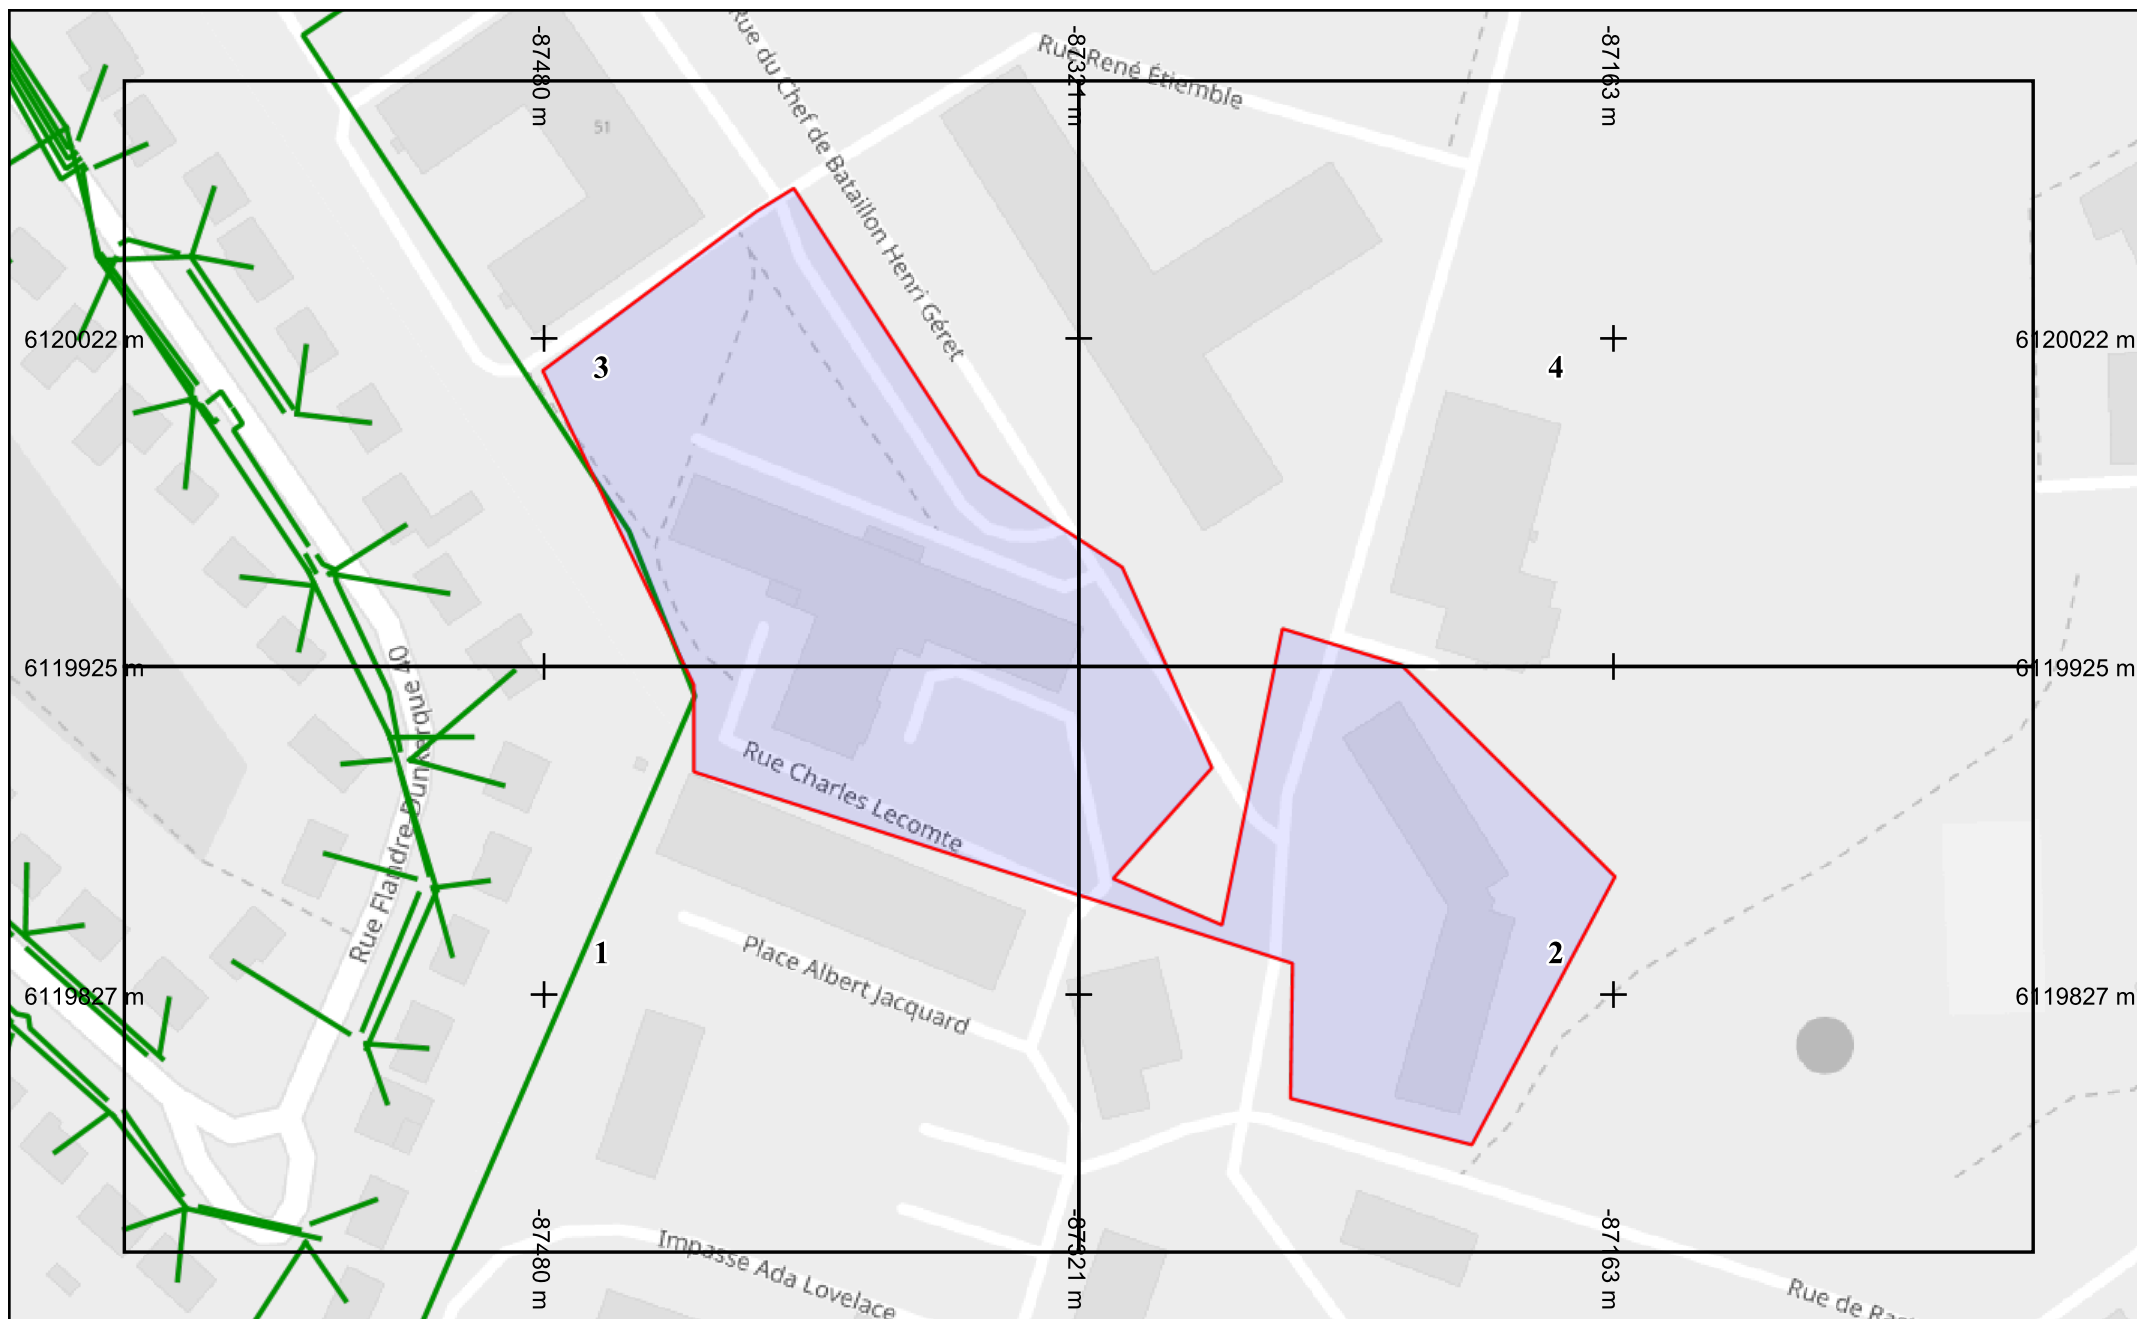 Rue du Chef de Bataillon Henri Géret
Rue René Étiemble
-87480 m
-87321 m
-87163 m
51
6120022 m
6120022 m
3
4
6119925 m
6119925 m
Rue Flandre-Dunkerque 40
Rue Charles Lecomte
1
2
Place Albert Jacquard
6119827 m
6119827 m
-87480 m
-87321 m
-87163 m
Impasse Ada Lovelace
Rue de